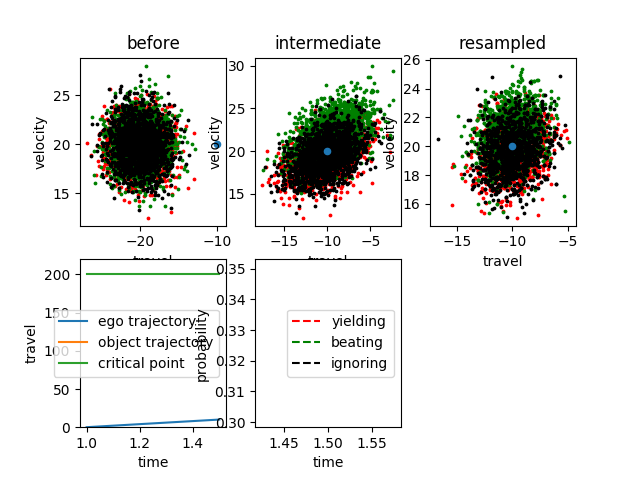 before
intermediate
resampled
velocity
25
20
15
−20
−10
travel
velocity
30
25
20
15
−15
−10
−5
travel
velocity
26
24
22
20
18
16
−15
−10
−5
travel
travel
200
150
100
50
0
ego trajectory
object trajectory
critical point
1.0
1.2
1.4
time
probability
0.35
0.34
0.33
0.32
0.31
0.30
yielding
beating
ignoring
1.45
1.50
1.55
time